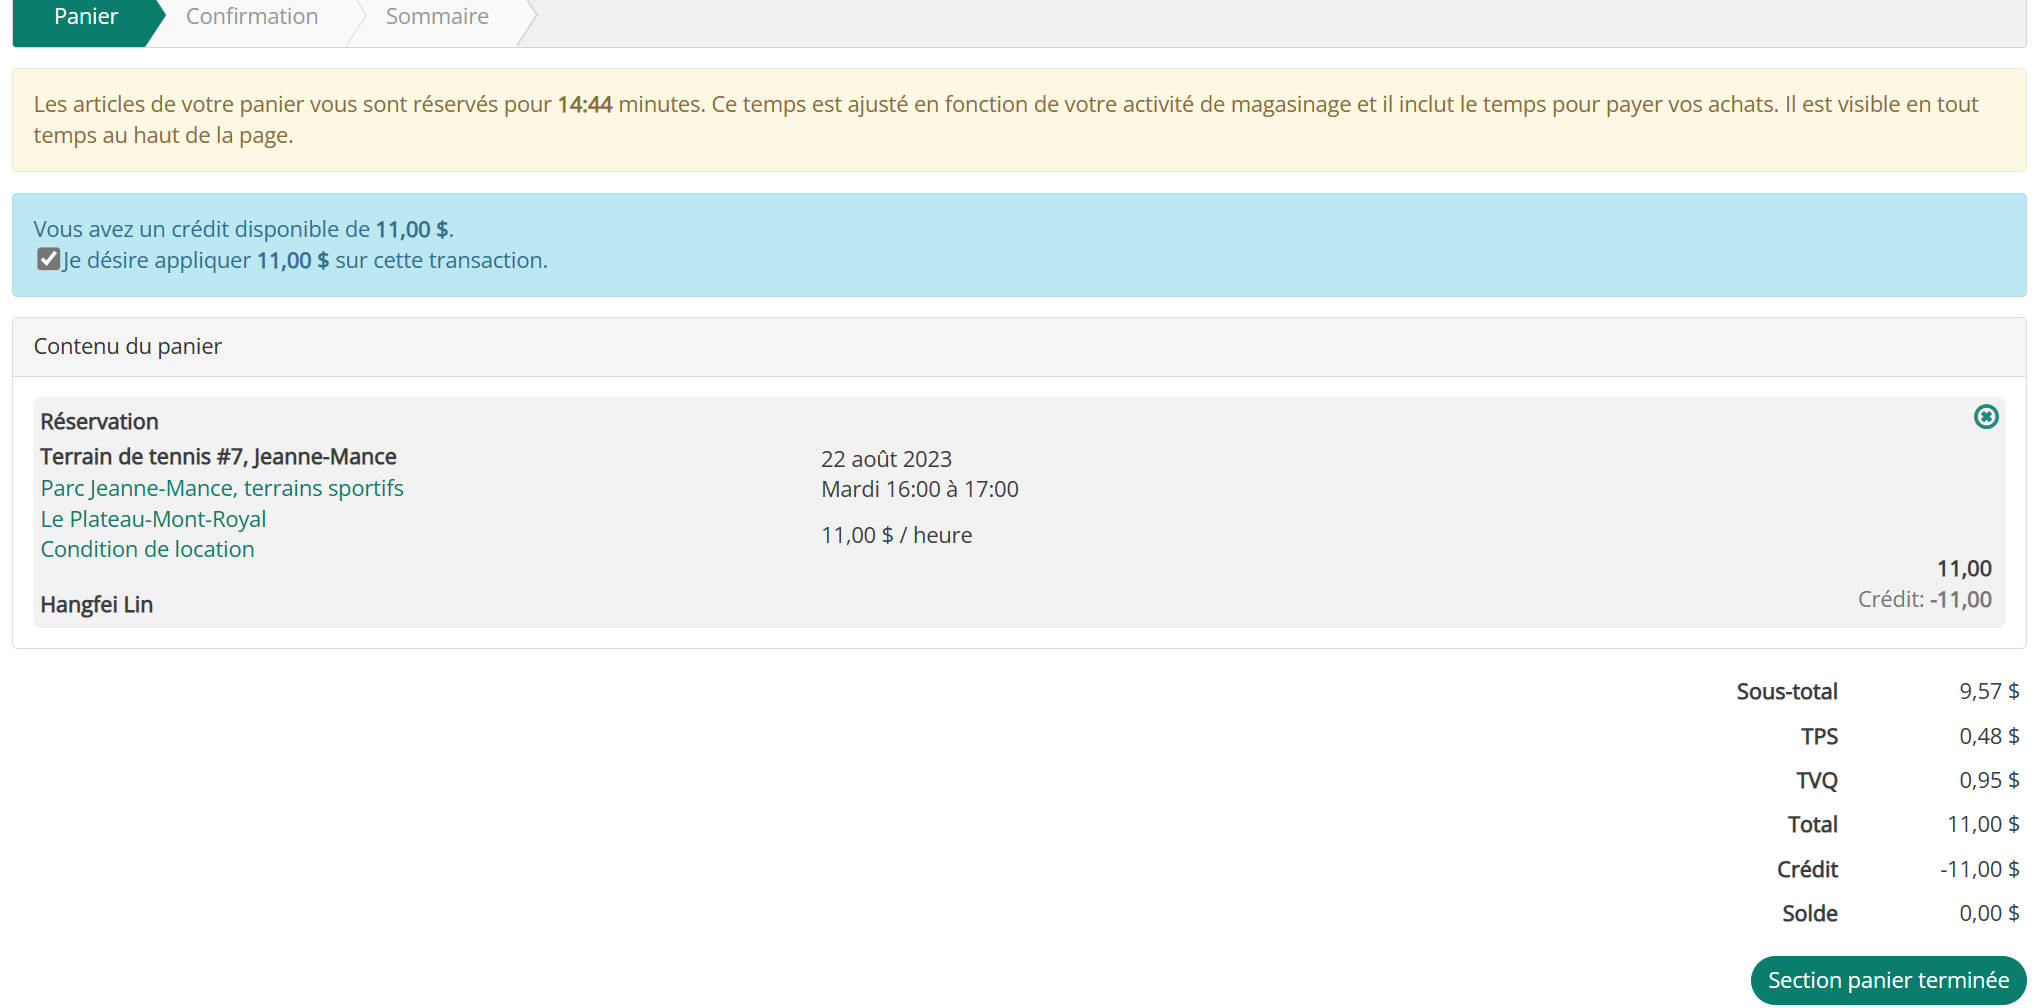 Panier Confirmation Sommaire
Les articles de votre panier vous sont réservés pour 14:44 minutes. Ce temps est ajusté en fonction de votre activité de magasinage et il inclut le temps pour payer vos achats. Il est visible en tout
temps au haut de la page.
Vous avez un crédit disponible de 11,00 $.
Je désire appliquer 11,00 $ sur cette transaction.
Contenu du panier
Réservation
Terrain de tennis #7, Jeanne-Mance
Parc Jeanne-Mance, terrains sportifs
Le Plateau-Mont-Royal
Condition de location
Hangfei Lin
22 août 2023
Mardi 16:00 à 17:00
11,00 $ / heure
11,00
Crédit: -11,00
Sous-total 9,57 $
TPS 0,48 $
TVQ 0,95 $
Total 11,00 $
Crédit -11,00 $
Solde 0,00 $
Section panier terminée